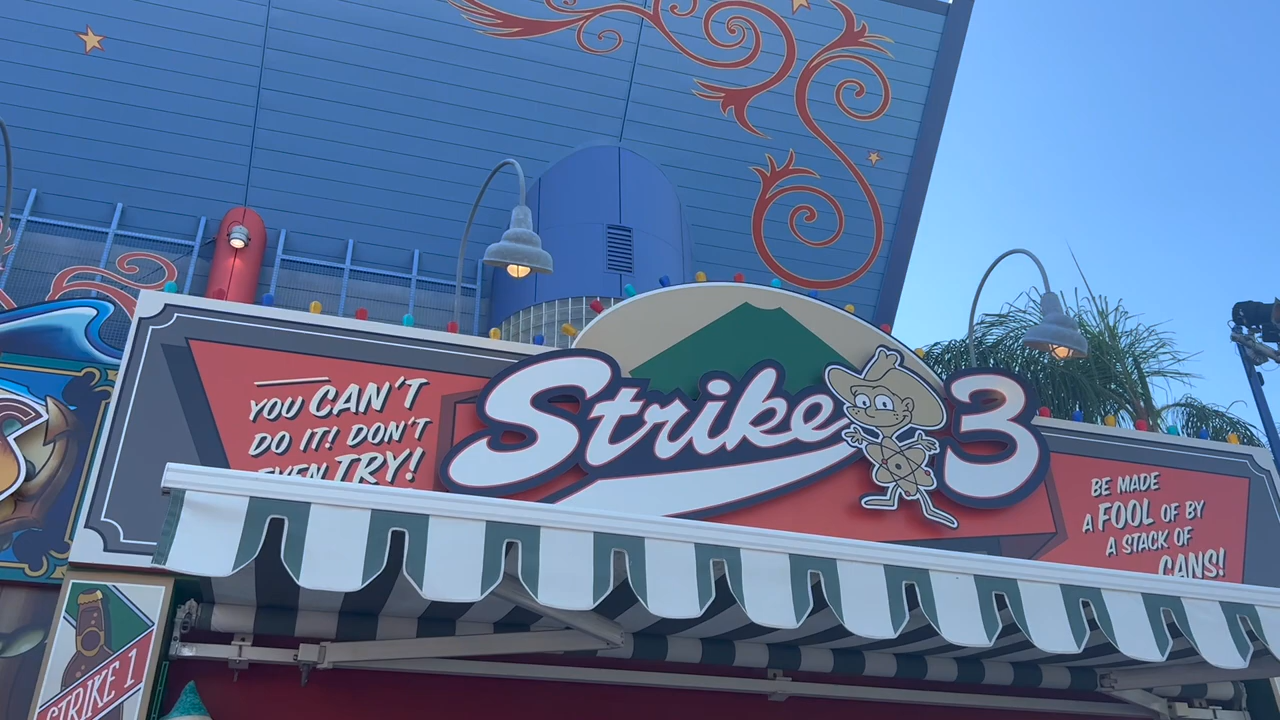 YOU CAN'T
DO IT! DON'T
EVEN TRY!
Strike 3
BE MADE
A FOOL OF BY
A STACK OF
CANS!
STRIKE 1